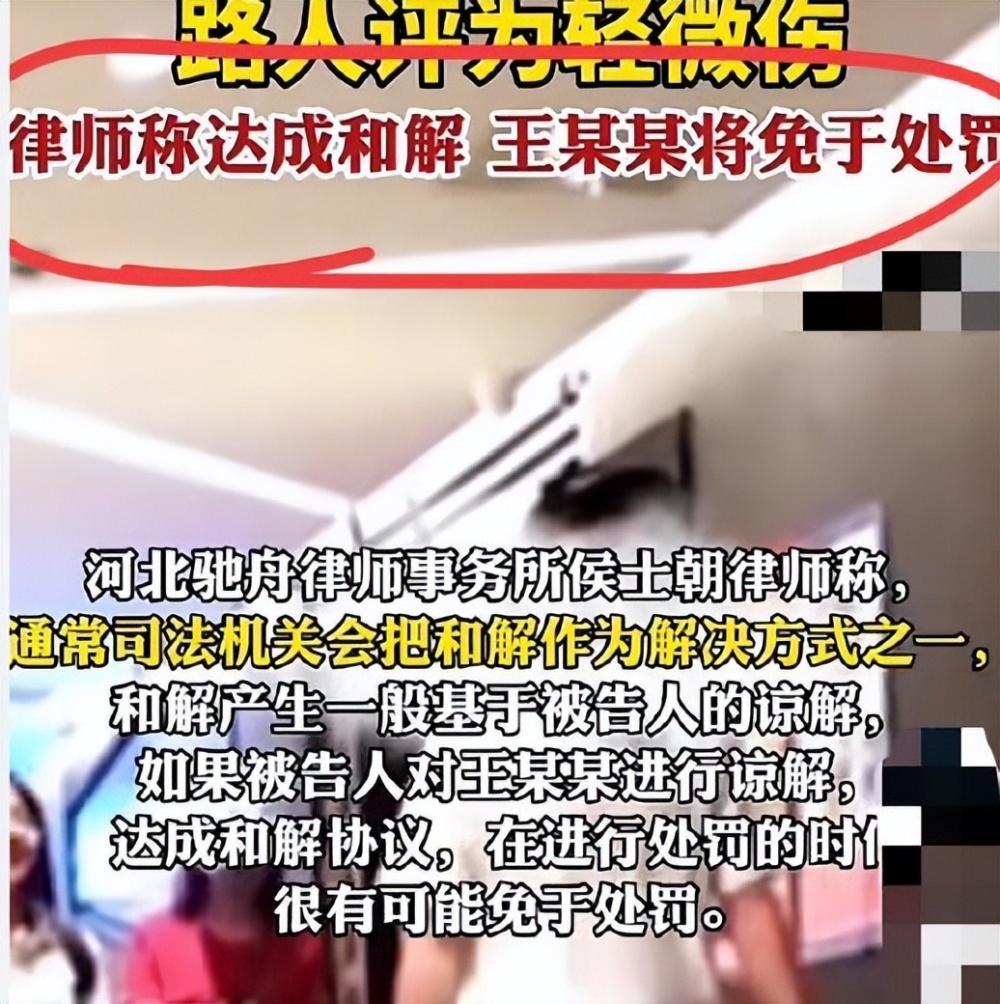 路人评为轻微伤
律师称达成和解 王某某将免于处罚
河北驰舟律师事务所侯士朝律师称，
通常司法机关会把和解作为解决方式之一，
和解产生一般基于被告人的谅解，
如果被告人对王某某进行谅解，
达成和解协议，在进行处罚的时候
很有可能免于处罚。